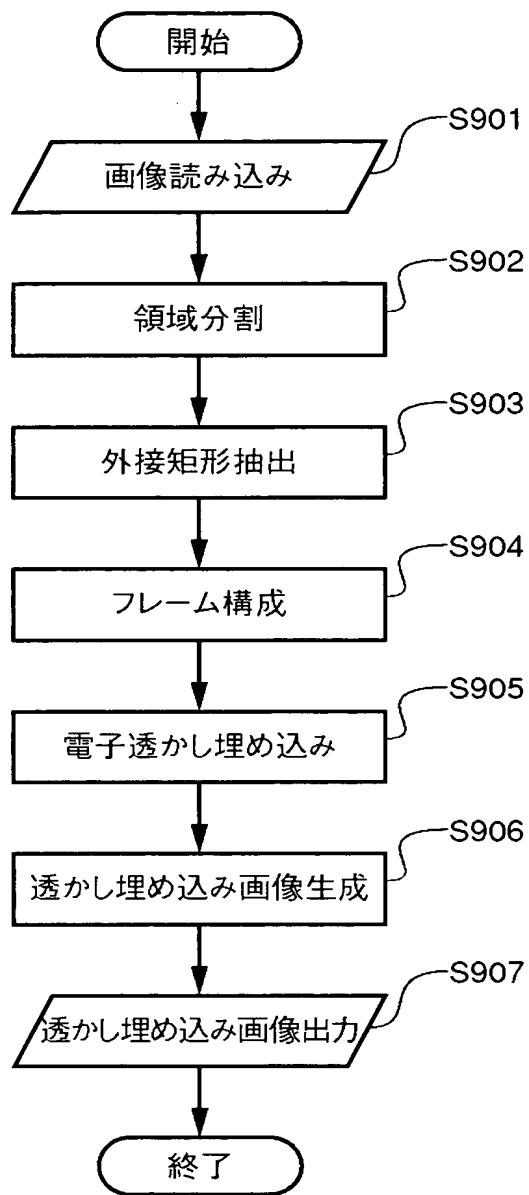 開始
S901
画像読み込み
S902
領域分割
S903
外接矩形抽出
S904
フレーム構成
S905
電子透かし埋め込み
S906
透かし埋め込み画像生成
S907
透かし埋め込み画像出力
終了